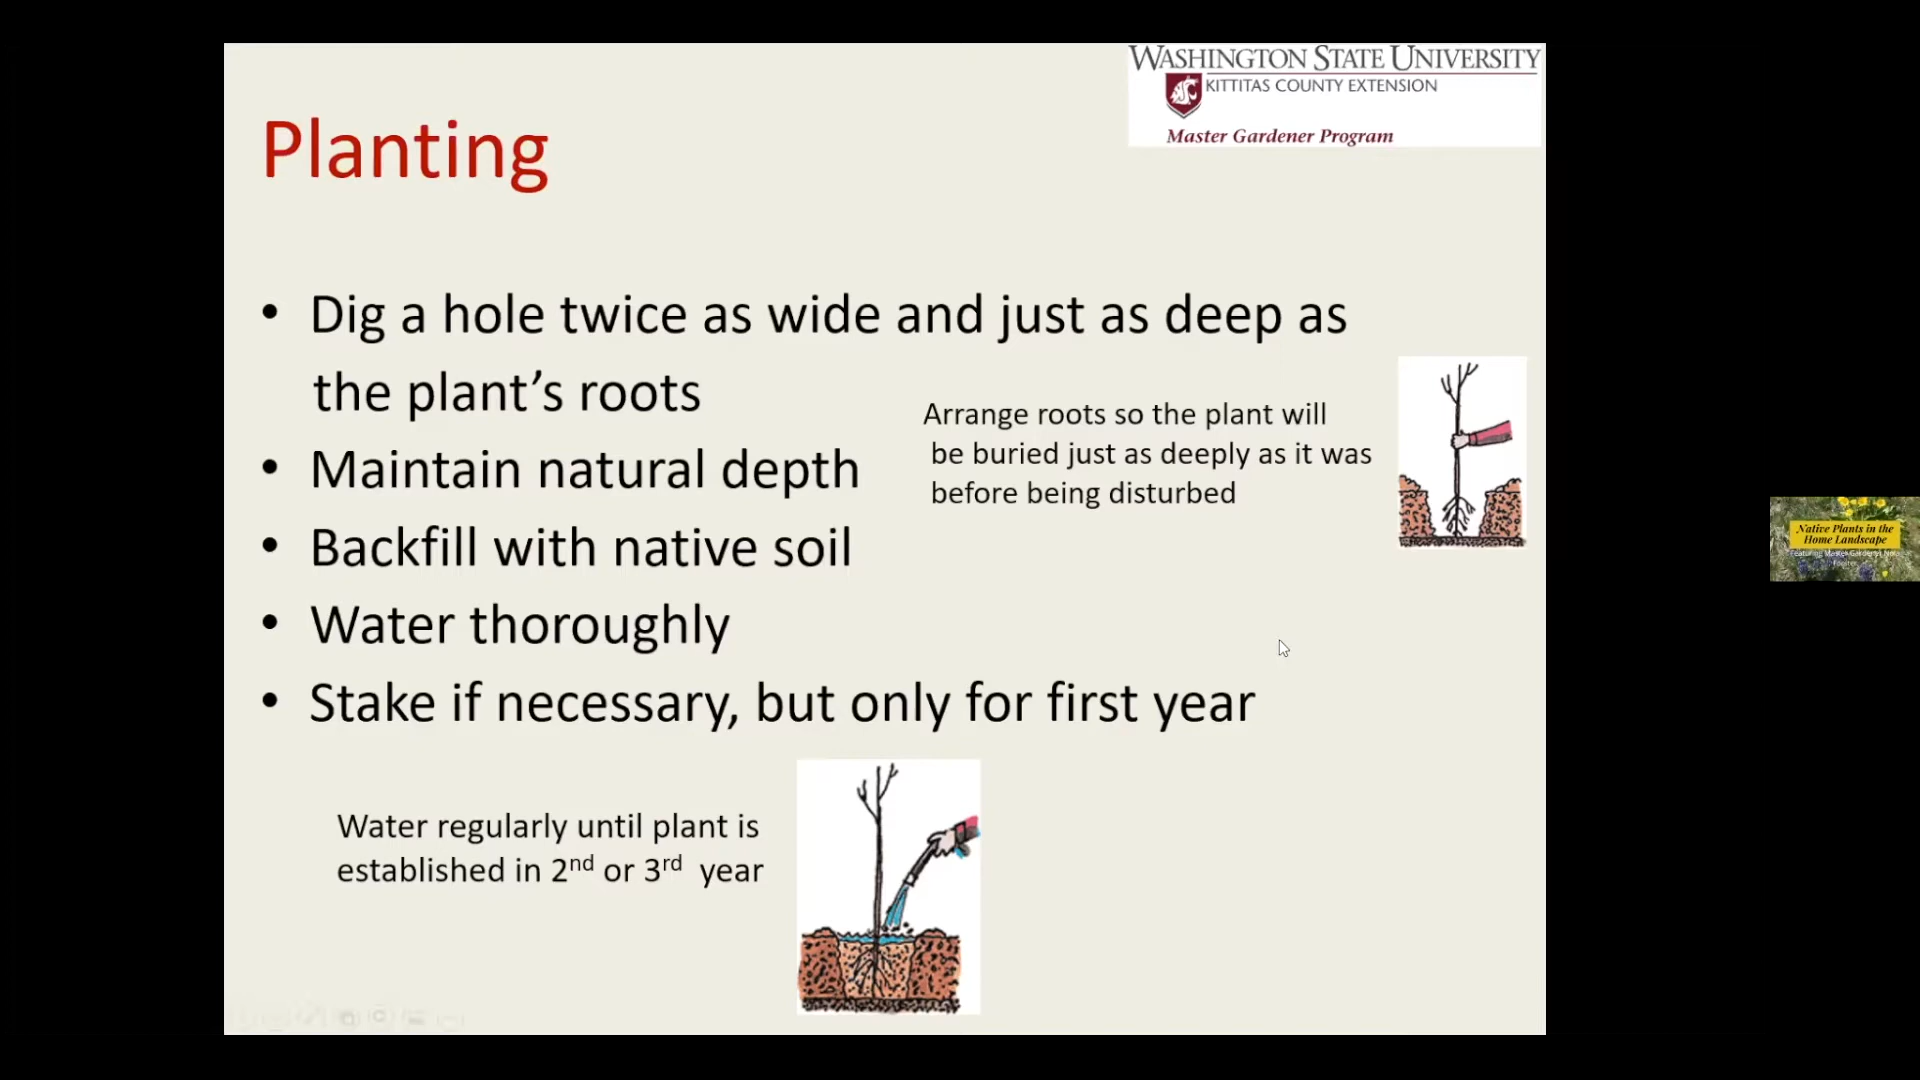 WASHINGTON STATE UNIVERSITY
KITTITAS COUNTY EXTENSION
Master Gardener Program
Planting
• Dig a hole twice as wide and just as deep as
the plant’s roots
Arrange roots so the plant will
be buried just as deeply as it was
before being disturbed
• Maintain natural depth
• Backfill with native soil
• Water thoroughly
• Stake if necessary, but only for first year
Water regularly until plant is
established in 2nd or 3rd year
Native Plants in the
Home Landscape
Featuring Master Gardener